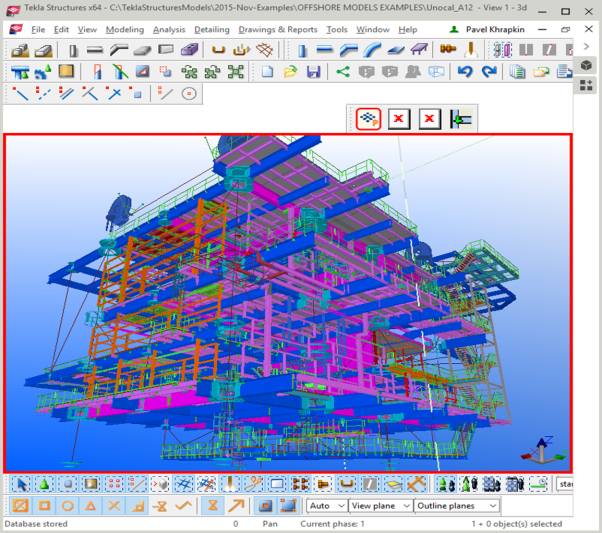 Tekla Structures x64 - C:\TeklaStructuresModels\2015-Nov-Examples\OFFSHORE MODELS EXAMPLES\Unocal_A12 - View 1 - 3d
File Edit View Modeling Analysis Detailing Drawings & Reports Tools Window Help Pavel Khrapkin
P
Z
Auto View plane Outline planes
Database stored 0 Pan Current phase: 1 1 + 0 object(s) selected